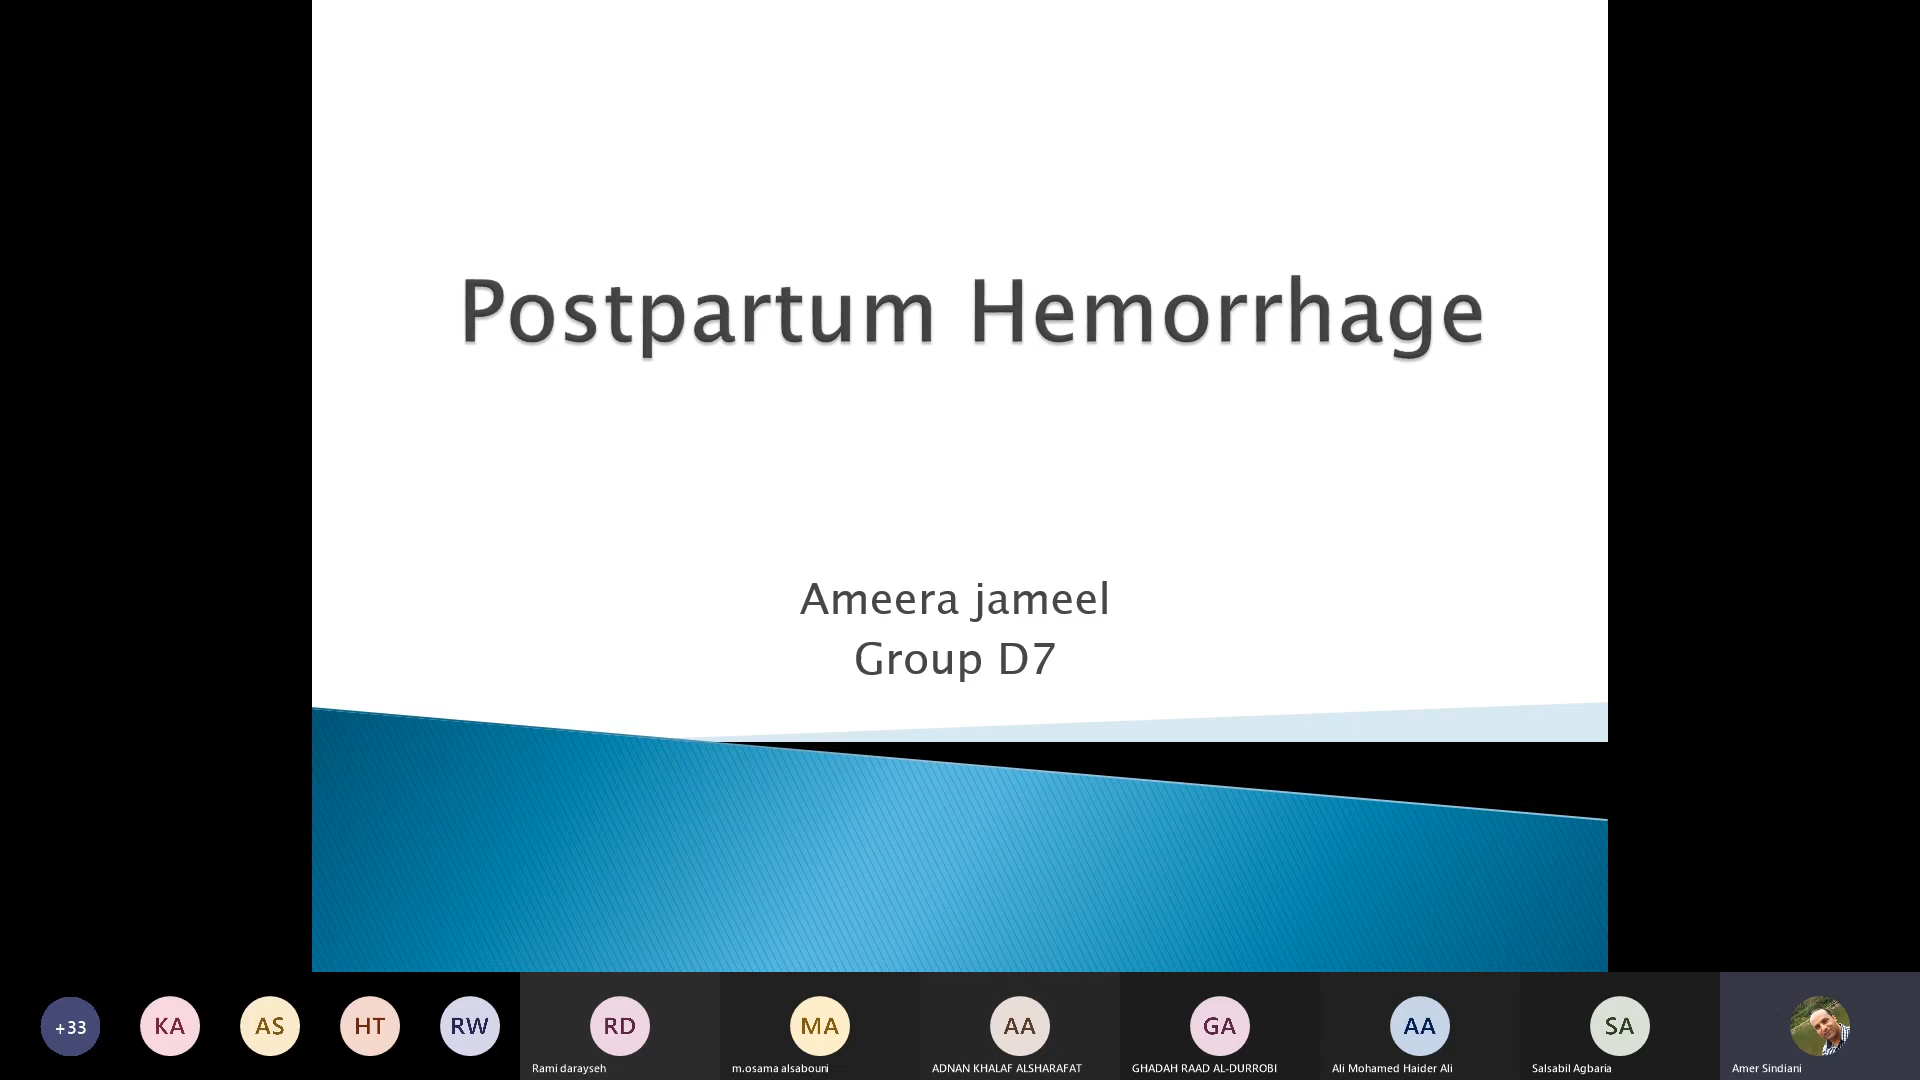 Postpartum Hemorrhage
Ameera jameel
Group D7
+33
KA
AS
HT
RW
RD
MA
AA
GA
AA
SA
Rami darayseh
m.osama alsabouni
ADNAN KHALAF ALSHARAFAT
GHADAH RAAD AL-DURROBI
Ali Mohamed Haider Ali
Salsabil Agbaria
Amer Sindiani